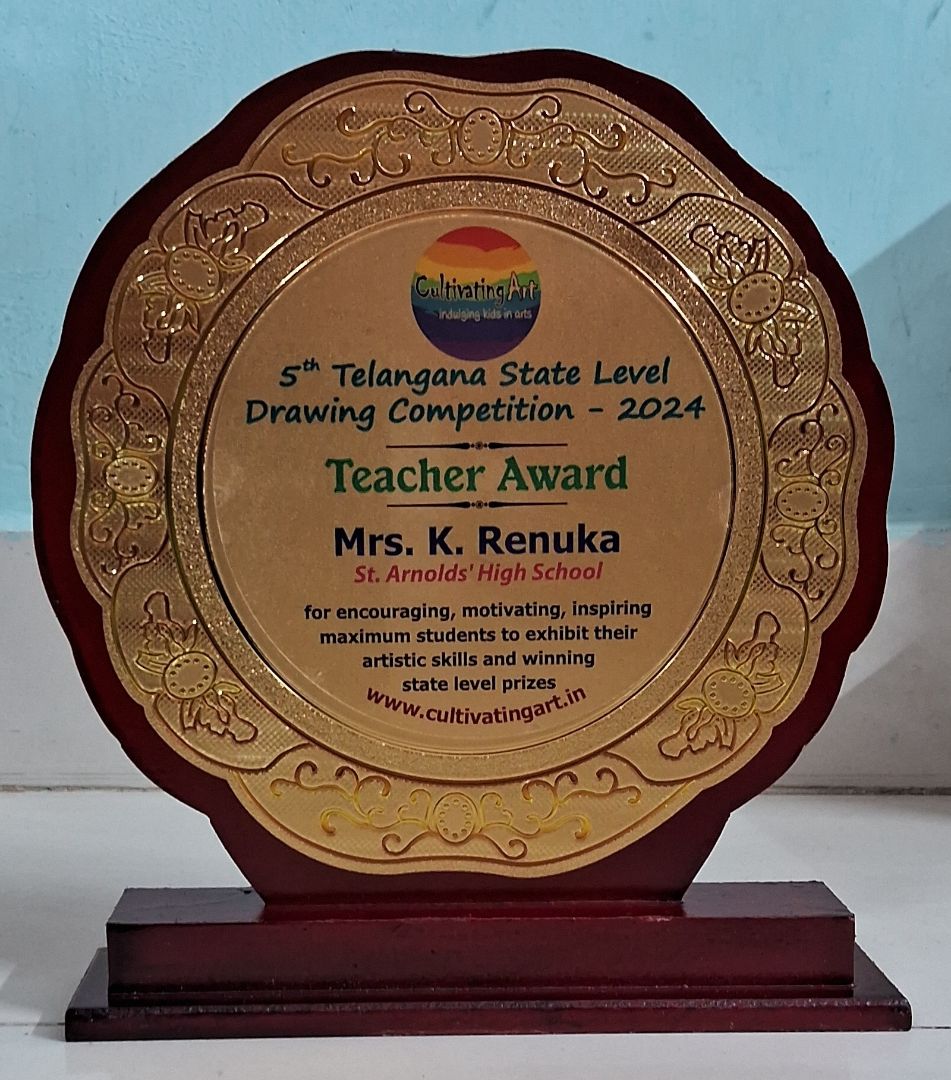 Cultivating Art
indulging kids in arts
5th Telangana State Level
Drawing Competition - 2024
Teacher Award
Mrs. K. Renuka
St. Arnolds' High School
for encouraging, motivating, inspiring
maximum students to exhibit their
artistic skills and winning
state level prizes
www.cultivatingart.in